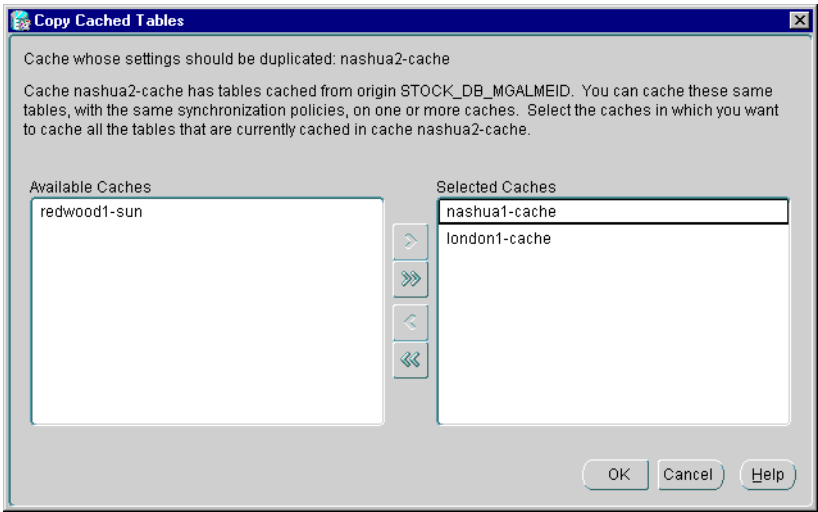 Copy Cached Tables
Cache whose settings should be duplicated: nashua2-cache
Cache nashua2-cache has tables cached from origin STOCK_DB_MGALMEID. You can cache these same
tables, with the same synchronization policies, on one or more caches. Select the caches in which you want
to cache all the tables that are currently cached in cache nashua2-cache.
Available Caches
redwood1-sun
Selected Caches
nashua1-cache
london1-cache
OK
Cancel
Help